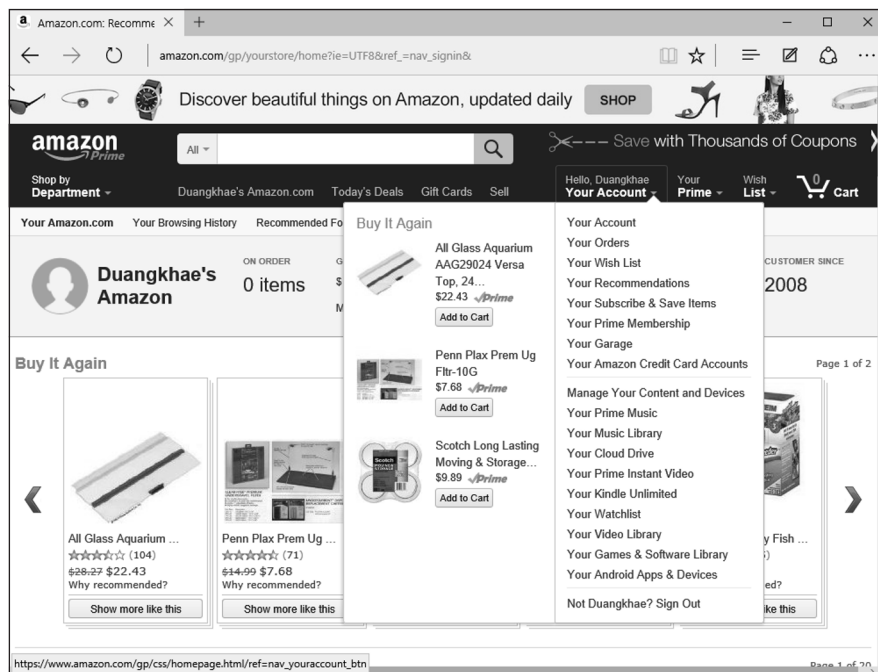 Amazon.com: Recomme
amazon.com/gp/yourstore/home?ie=UTF8&ref_=nav_signin&
Discover beautiful things on Amazon, updated daily SHOP
amazon Prime
All
Save with Thousands of Coupons
Shop by
Department
Duangkhae's Amazon.com Today's Deals Gift Cards Sell
Hello, Duangkhae
Your Account
Your
Prime
Wish
List
0
Cart
Your Amazon.com Your Browsing History Recommended Fo
Duangkhae's
Amazon
ON ORDER
0 items
G
$
M
CUSTOMER SINCE
2008
Buy It Again
All Glass Aquarium
AAG29024 Versa
Top, 24...
$22.43 Prime
Add to Cart
Penn Plax Prem Ug
Fltr-10G
$7.68 Prime
Add to Cart
Scotch Long Lasting
Moving & Storage...
$9.89 Prime
Add to Cart
Your Account
Your Orders
Your Wish List
Your Recommendations
Your Subscribe & Save Items
Your Prime Membership
Your Garage
Your Amazon Credit Card Accounts
Manage Your Content and Devices
Your Prime Music
Your Music Library
Your Cloud Drive
Your Prime Instant Video
Your Kindle Unlimited
Your Watchlist
Your Video Library
Your Games & Software Library
Your Android Apps & Devices
Not Duangkhae? Sign Out
Buy It Again
Page 1 of 2
Scotch
All Glass Aquarium ...
(104)
$28.27 $22.43
Why recommended?
Show more like this
Penn Plax Prem Ug ...
(71)
$14.99 $7.68
Why recommended?
Show more like this
y Fish ...
)
ed?
ike this
https://www.amazon.com/gp/css/homepage.html/ref=nav_youraccount_btn
Page 1 of 20